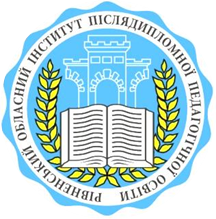 РІВНЕНСЬКИЙ ОБЛАСНИЙ ІНСТИТУТ ПІСЛЯДИПЛОМНОЇ ПЕДАГОГІЧНОЇ ОСВІТИ